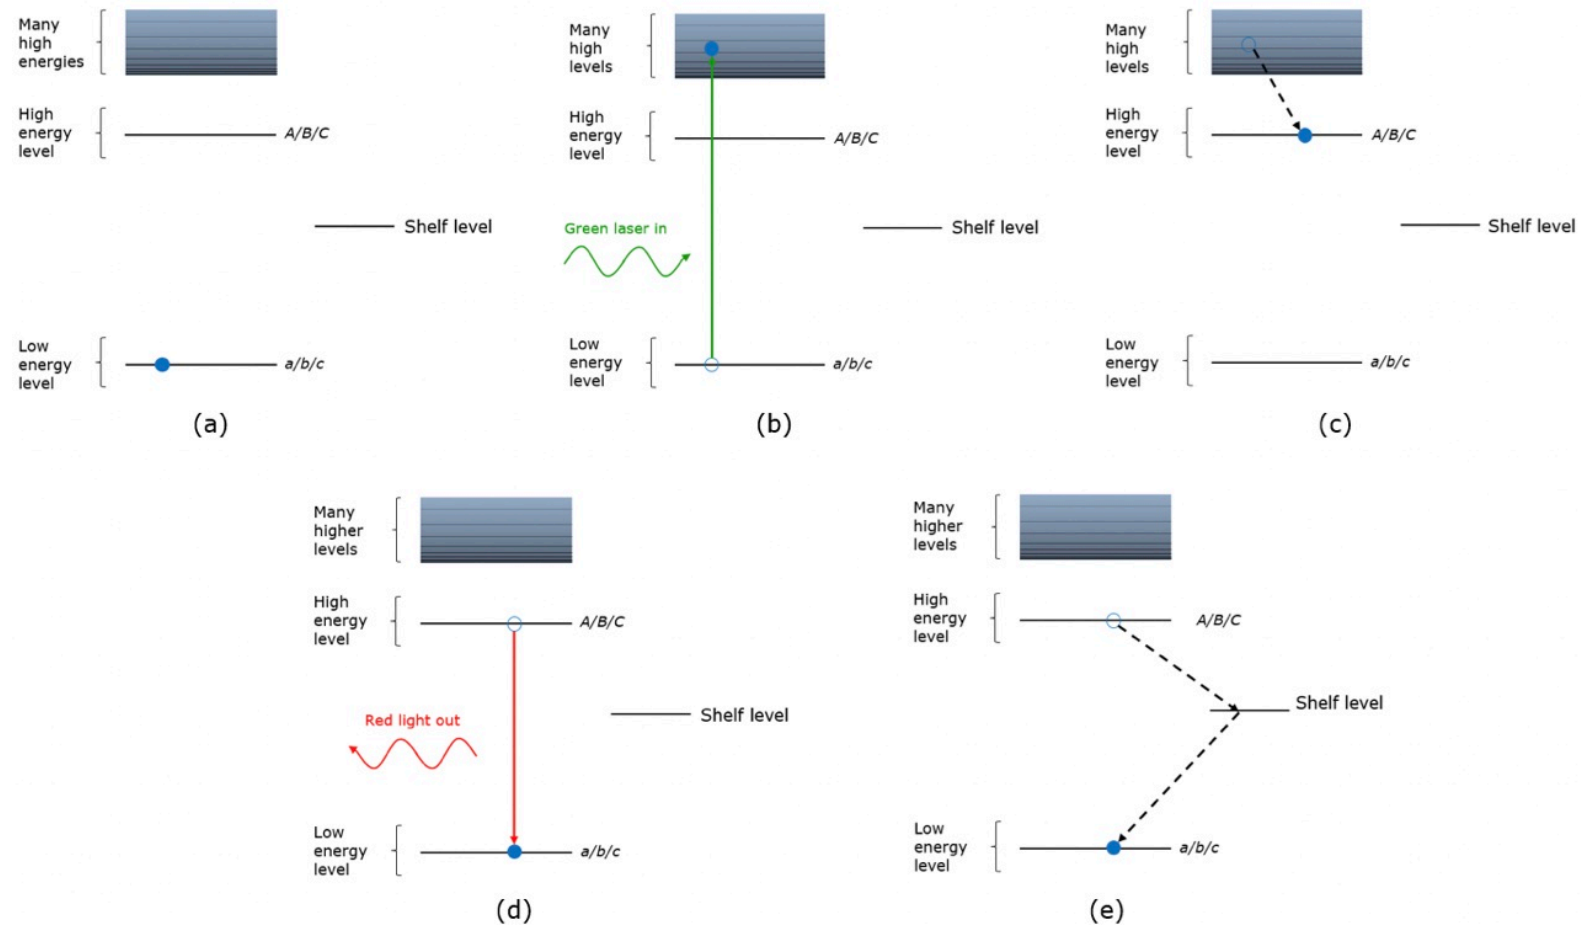 Many
high
energies
High
energy
level
A/B/C
Shelf level
Low
energy
level
a/b/c
(a)
Many
high
levels
High
energy
level
A/B/C
Green laser in
Shelf level
Low
energy
level
a/b/c
(b)
Many
high
levels
High
energy
level
A/B/C
Shelf level
Low
energy
level
a/b/c
(c)
Many
higher
levels
High
energy
level
A/B/C
Red light out
Shelf level
Low
energy
level
a/b/c
(d)
Many
higher
levels
High
energy
level
A/B/C
Shelf level
Low
energy
level
a/b/c
(e)